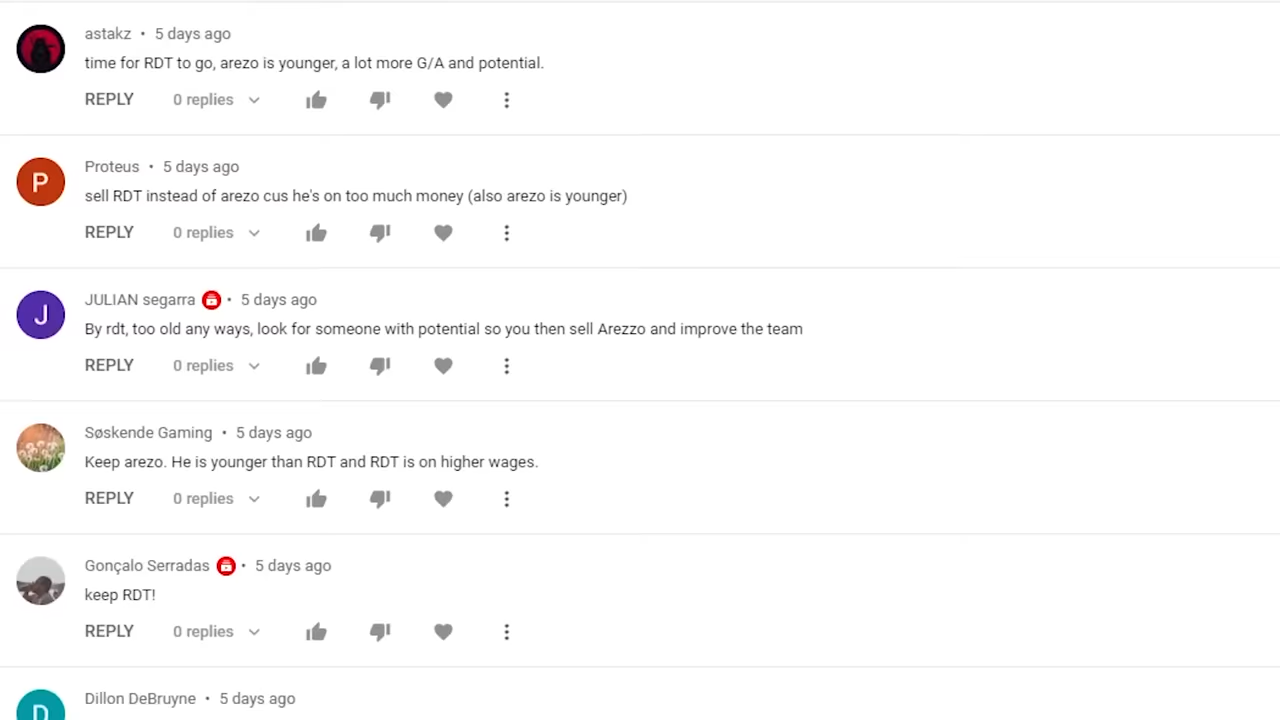 astakz • 5 days ago
time for RDT to go, arezo is younger, a lot more G/A and potential.
REPLY 0 replies
P
Proteus • 5 days ago
sell RDT instead of arezo cus he's on too much money (also arezo is younger)
REPLY 0 replies
J
JULIAN segarra • 5 days ago
By rdt, too old any ways, look for someone with potential so you then sell Arezzo and improve the team
REPLY 0 replies
Søskende Gaming • 5 days ago
Keep arezo. He is younger than RDT and RDT is on higher wages.
REPLY 0 replies
Gonçalo Serradas • 5 days ago
keep RDT!
REPLY 0 replies
D
Dillon DeBruyne • 5 days ago